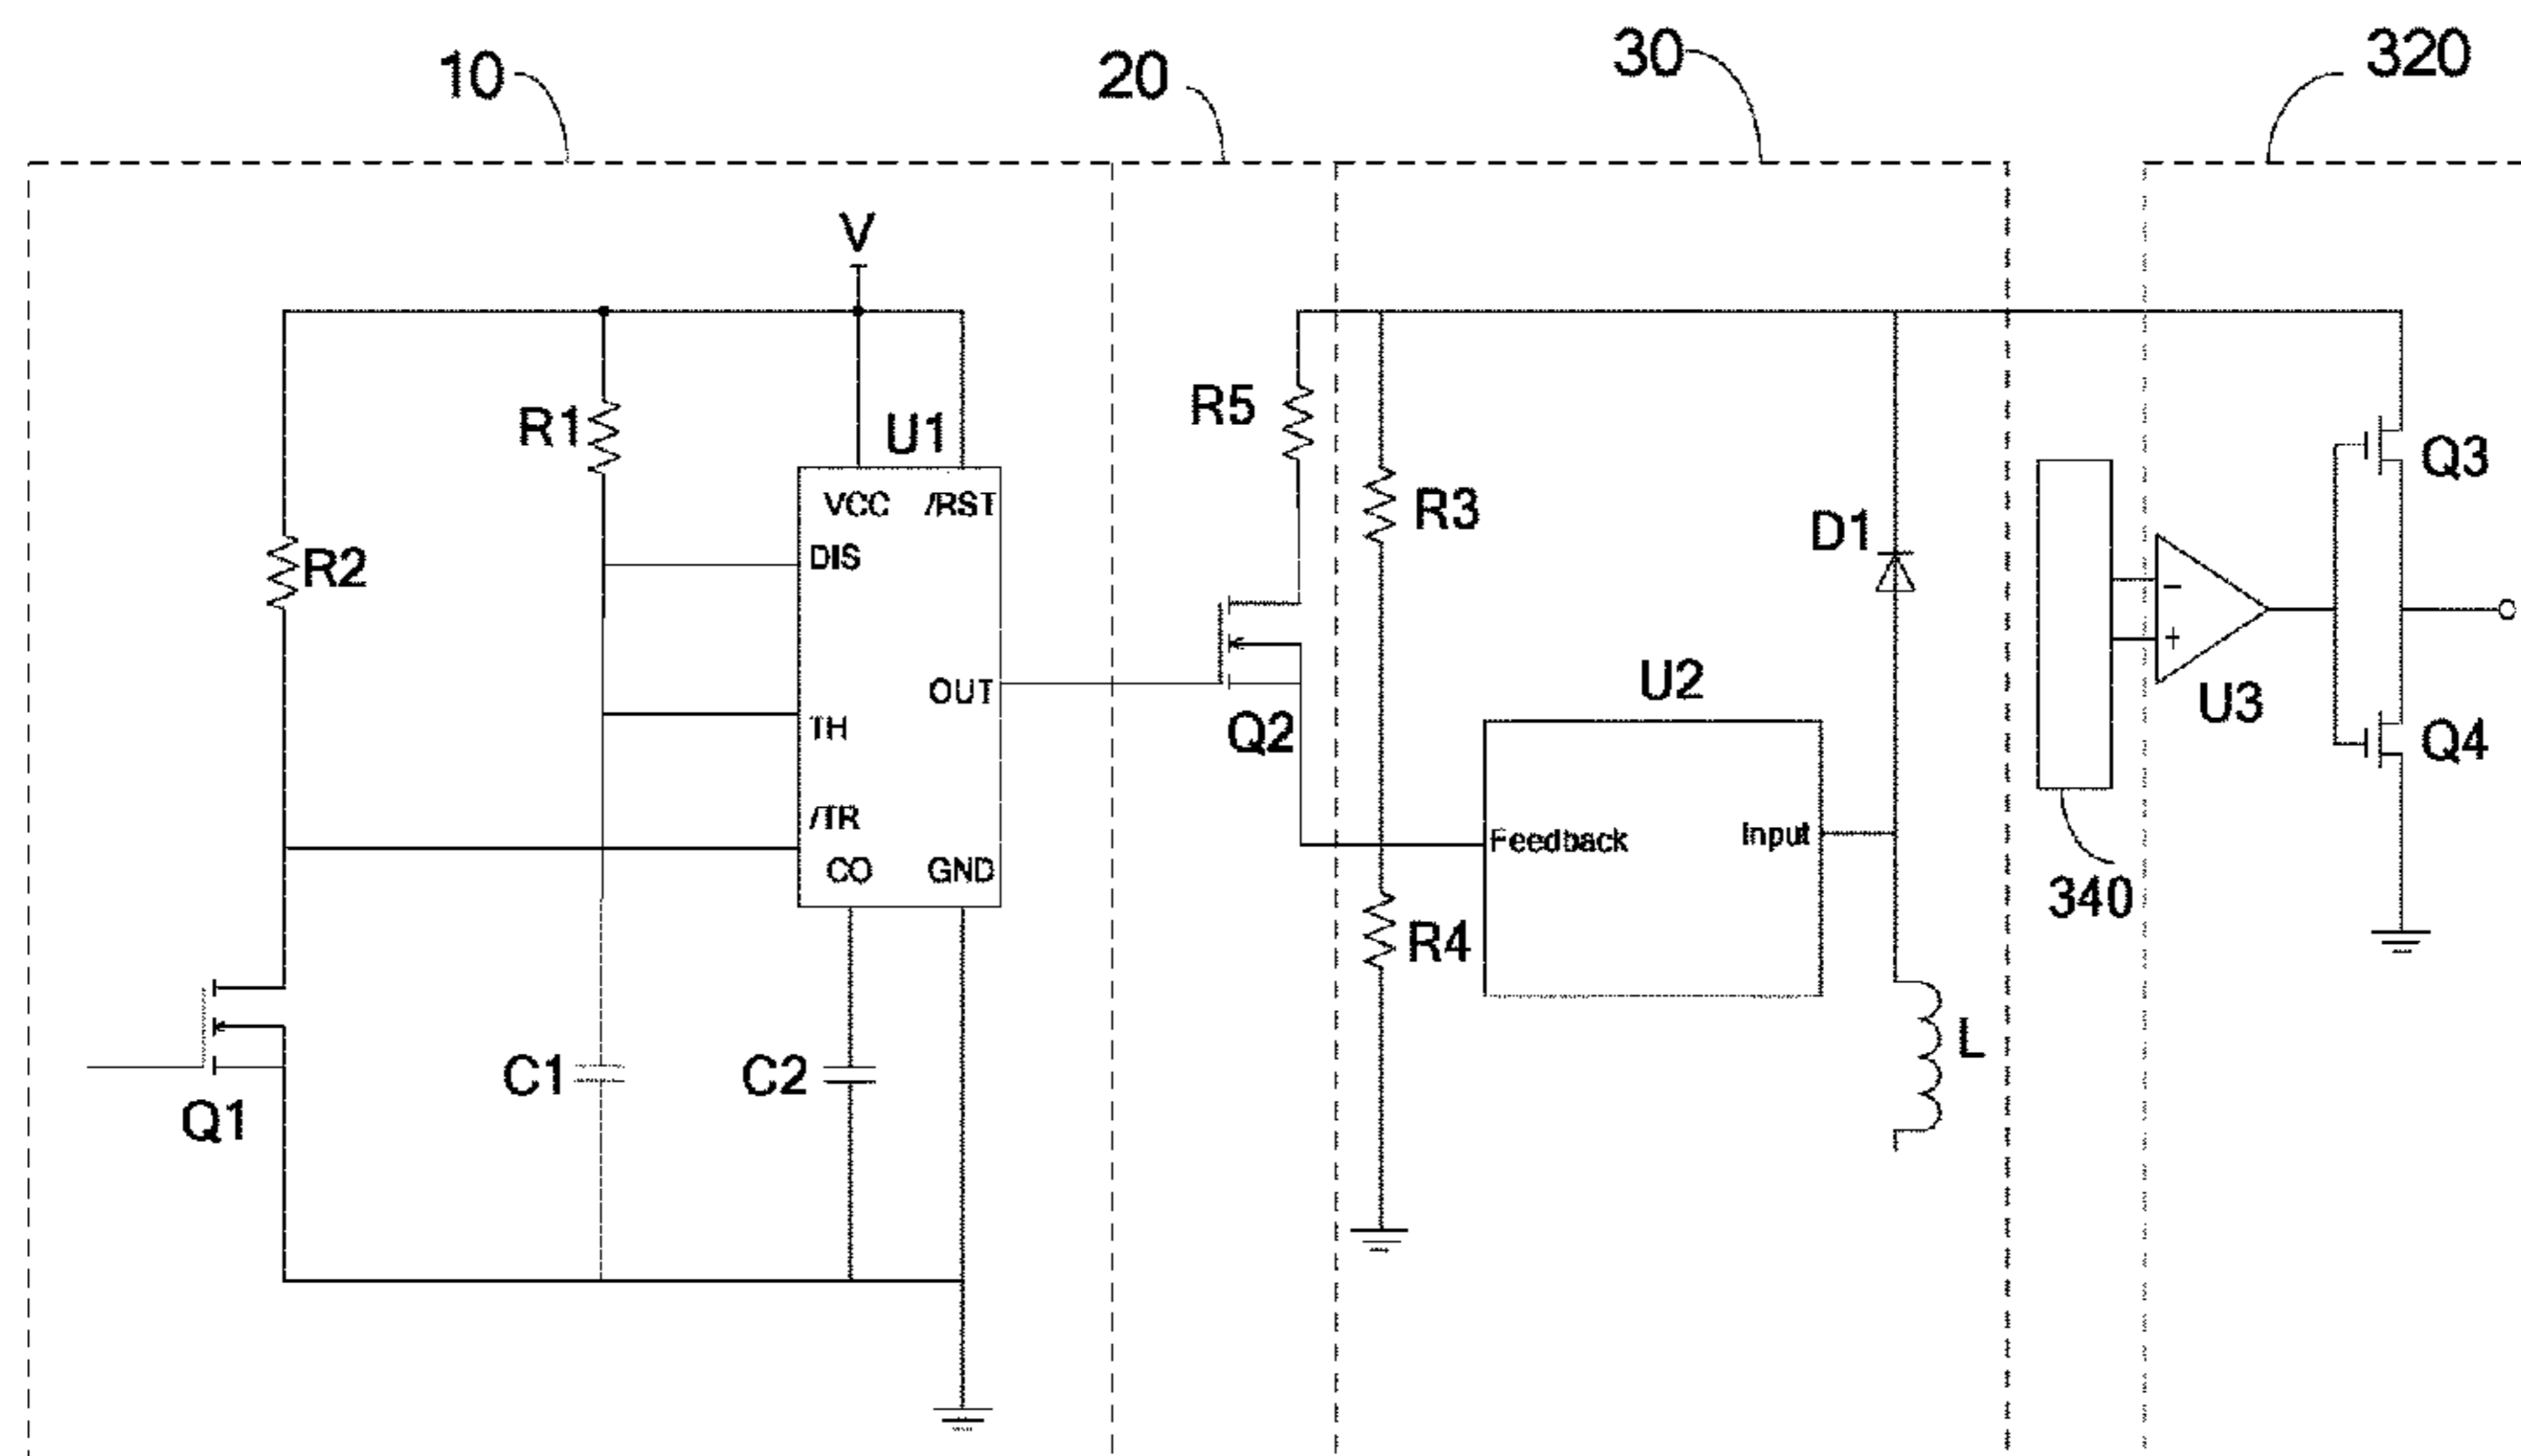 10
20
30
320
V
R1
U1
R5
R3
Q3
VCC /RST
D1
DIS
R2
OUT
U2
TH
Q2
U3
Q4
/TR
Feedback
Input
CO GND
340
R4
L
C1
C2
Q1